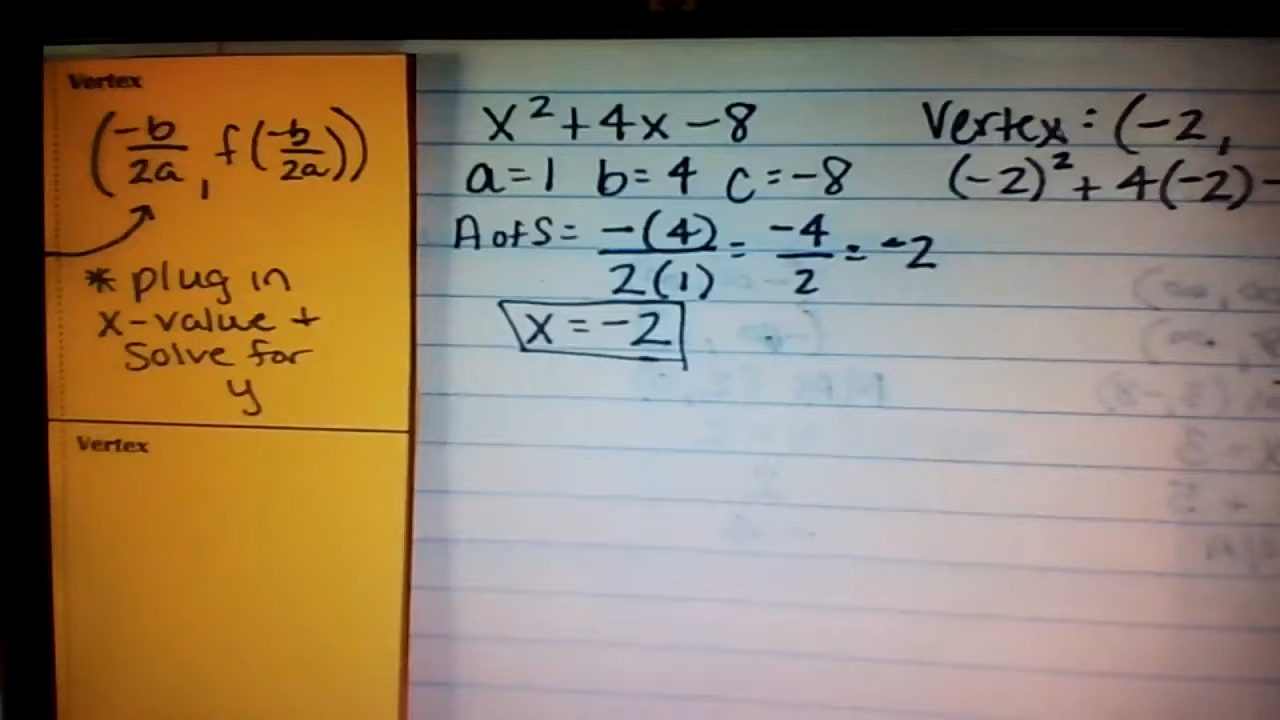 Vertex
(-b/2a, f(-b/2a))
* plug in
x-value +
Solve for
y
Vertex
x²+4x-8
a=1 b=4 c=-8
A of S = -(4)/2(1) = -4/2 = -2
x=-2
Vertex: (-2,
(-2)²+4(-2)-